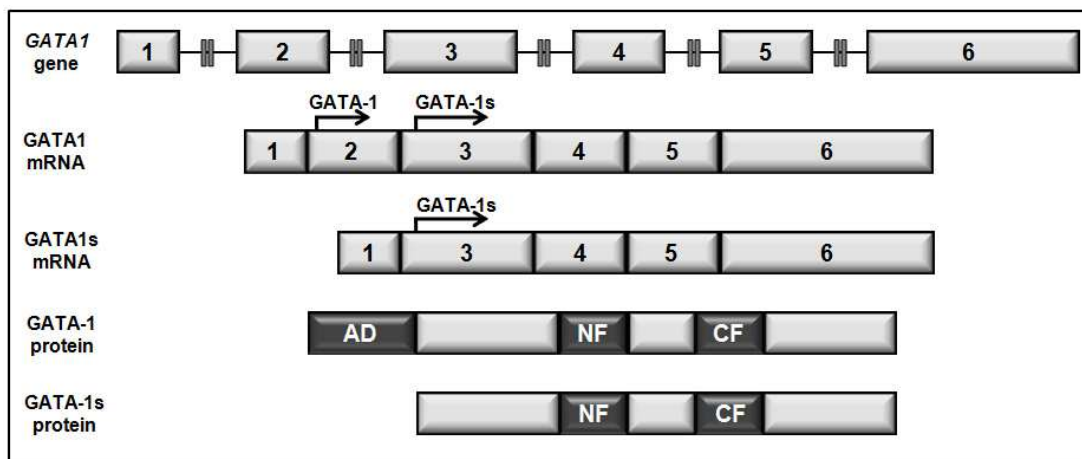 GATA1
gene
1 2 3 4 5 6
GATA-1 GATA-1s
GATA1
mRNA
1 2 3 4 5 6
GATA-1s
GATA1s
mRNA
1 3 4 5 6
GATA-1
protein
AD NF CF
GATA-1s
protein
NF CF